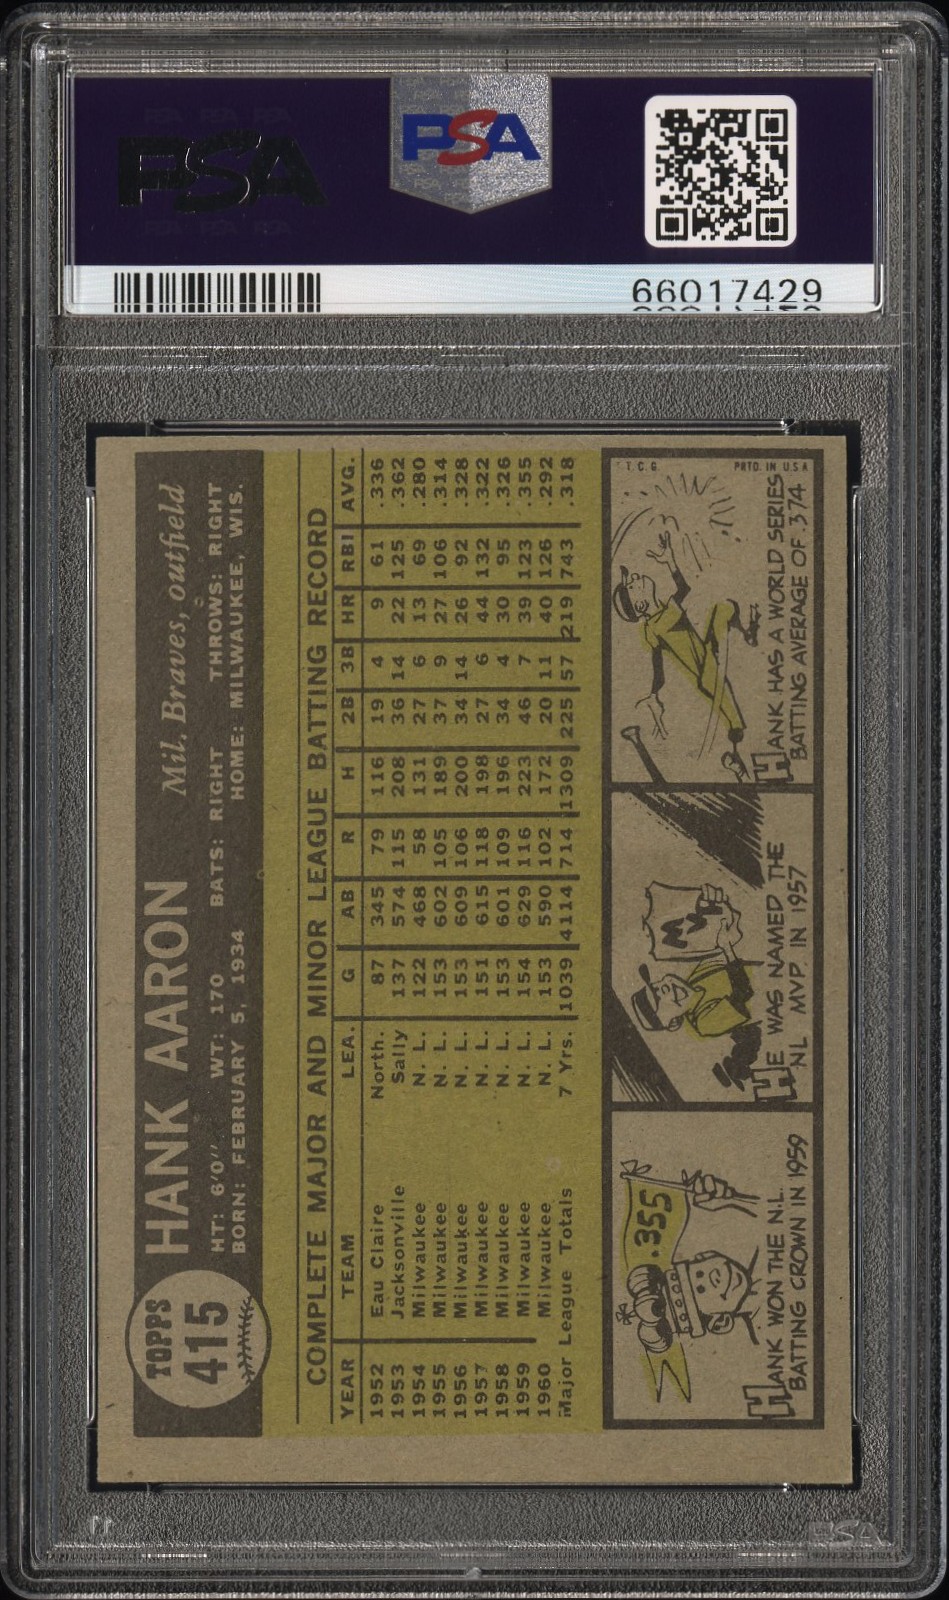 PSA
PSA
66017429
TOPPS
415
HANK AARON
Mil. Braves, outfield
HT: 6'0" WT: 170 BATS: RIGHT THROWS: RIGHT
BORN: FEBRUARY 5, 1934 HOME: MILWAUKEE, WIS.
COMPLETE MAJOR AND MINOR LEAGUE BATTING RECORD
YEAR TEAM LEA. G AB R H 2B 3B HR RBI AVG.
1952 Eau Claire North. 87 345 79 116 19 4 9 61 .336
1953 Jacksonville Sally 137 574 115 208 36 14 22 125 .362
1954 Milwaukee N. L. 122 468 58 131 27 6 13 69 .280
1955 Milwaukee N. L. 153 602 105 189 37 9 27 106 .314
1956 Milwaukee N. L. 153 609 106 200 34 14 26 92 .328
1957 Milwaukee N. L. 151 615 118 198 27 6 44 132 .322
1958 Milwaukee N. L. 153 601 109 196 34 4 30 95 .326
1959 Milwaukee N. L. 154 629 116 223 46 7 39 123 .355
1960 Milwaukee N. L. 153 590 102 172 20 11 40 126 .292
Major League Totals 7 Yrs. 1039 4114 714 1309 225 57 219 743 .318
.355
HANK WON THE N.L.
BATTING CROWN IN 1959
MVP
HE WAS NAMED THE
NL MVP IN 1957
T.C.G. PRTD. IN U.S.A.
HANK HAS A WORLD SERIES
BATTING AVERAGE OF .374
PSA